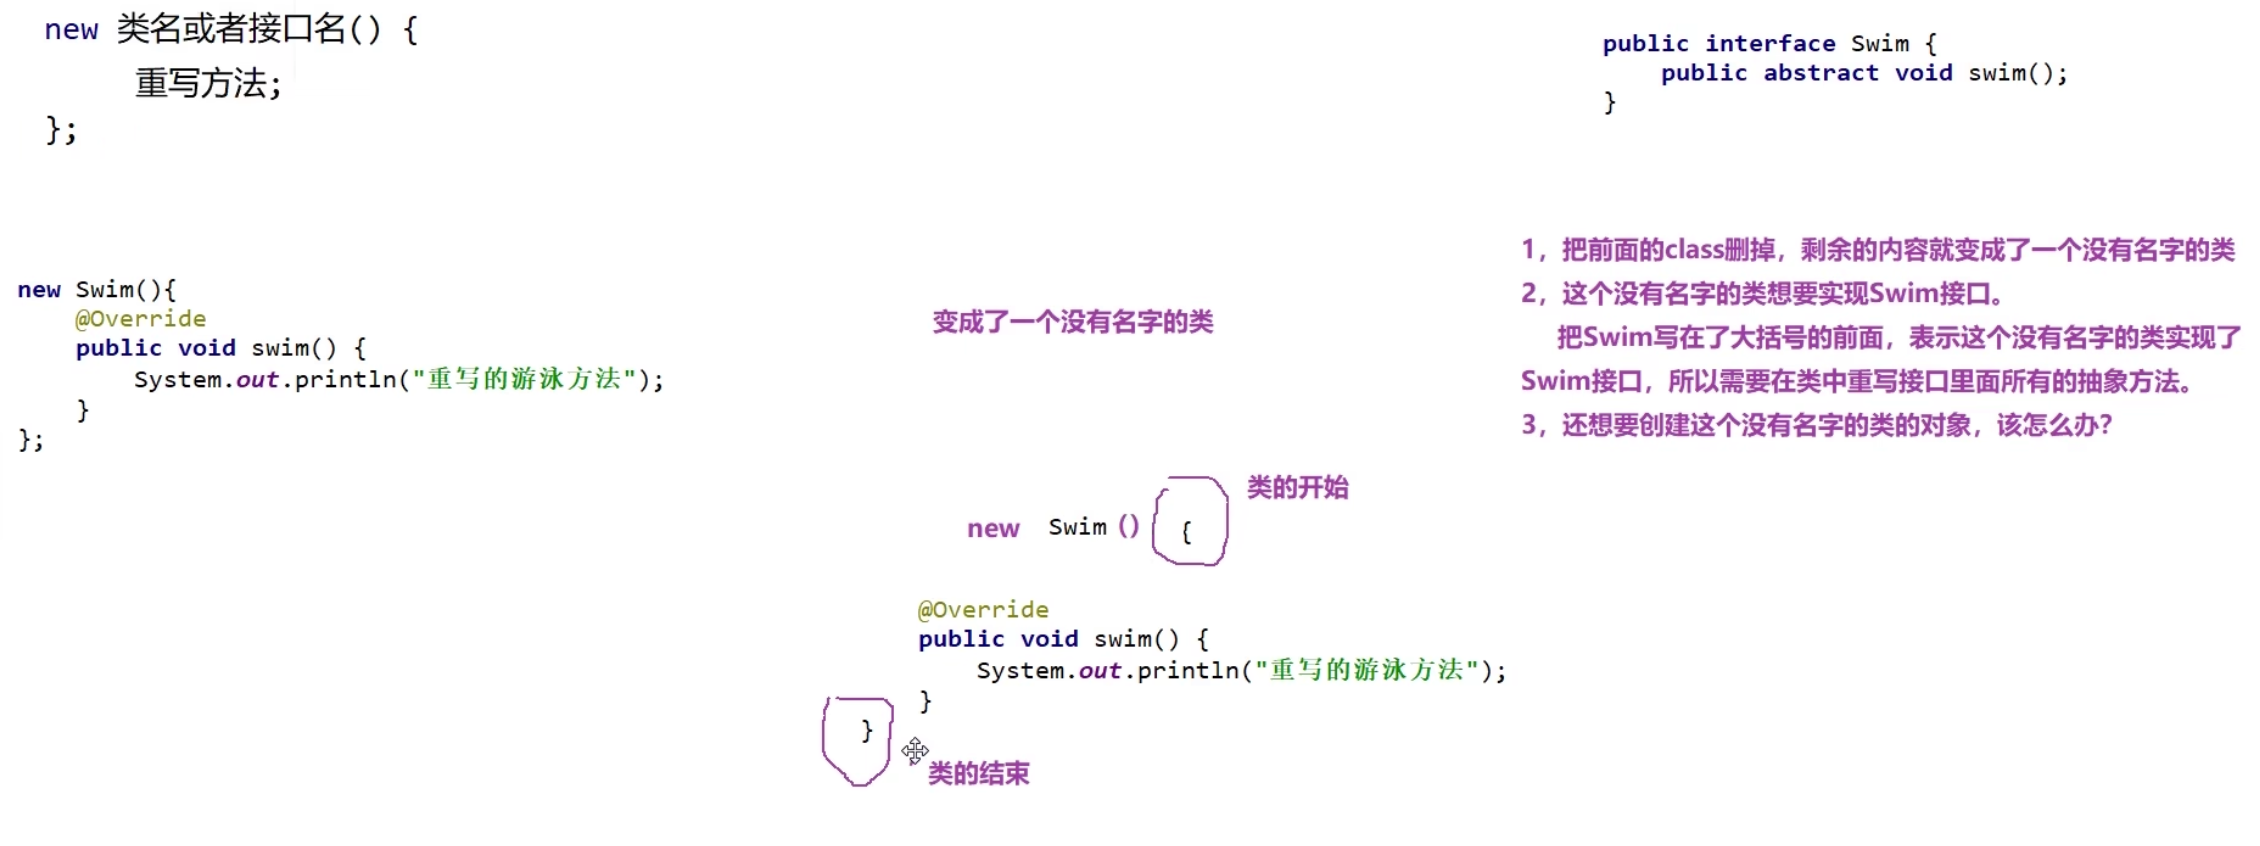 new 类名或者接口名() {
重写方法;
};
public interface Swim {
public abstract void swim();
}
new Swim(){
@Override
public void swim() {
System.out.println("重写的游泳方法");
}
};
变成了一个没有名字的类
1，把前面的class删掉，剩余的内容就变成了一个没有名字的类
2，这个没有名字的类想要实现Swim接口。
把Swim写在了大括号的前面，表示这个没有名字的类实现了
Swim接口，所以需要在类中重写接口里面所有的抽象方法。
3，还想要创建这个没有名字的类的对象，该怎么办？
类的开始
new Swim () {
@Override
public void swim() {
System.out.println("重写的游泳方法");
}
}
类的结束